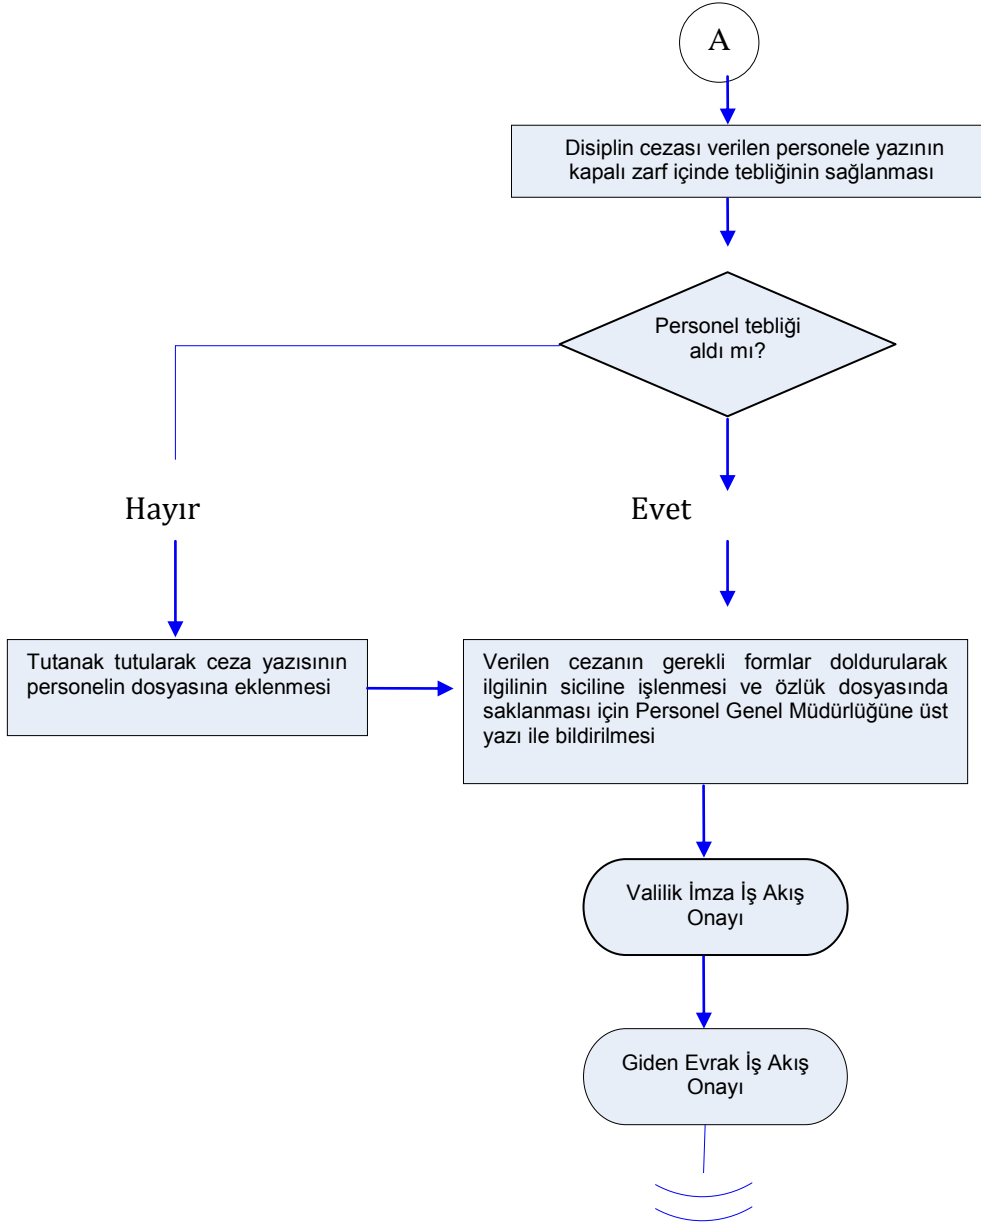 A
Disiplin cezası verilen personele yazının
kapalı zarf içinde tebliğinin sağlanması
Personel tebliği
aldı mı?
Hayır
Evet
Tutanak tutularak ceza yazısının
personelin dosyasına eklenmesi
Verilen cezanın gerekli formlar doldurularak
ilgilinin siciline işlenmesi ve özlük dosyasında
saklanması için Personel Genel Müdürlüğüne üst
yazı ile bildirilmesi
Valilik İmza İş Akış
Onayı
Giden Evrak İş Akış
Onayı